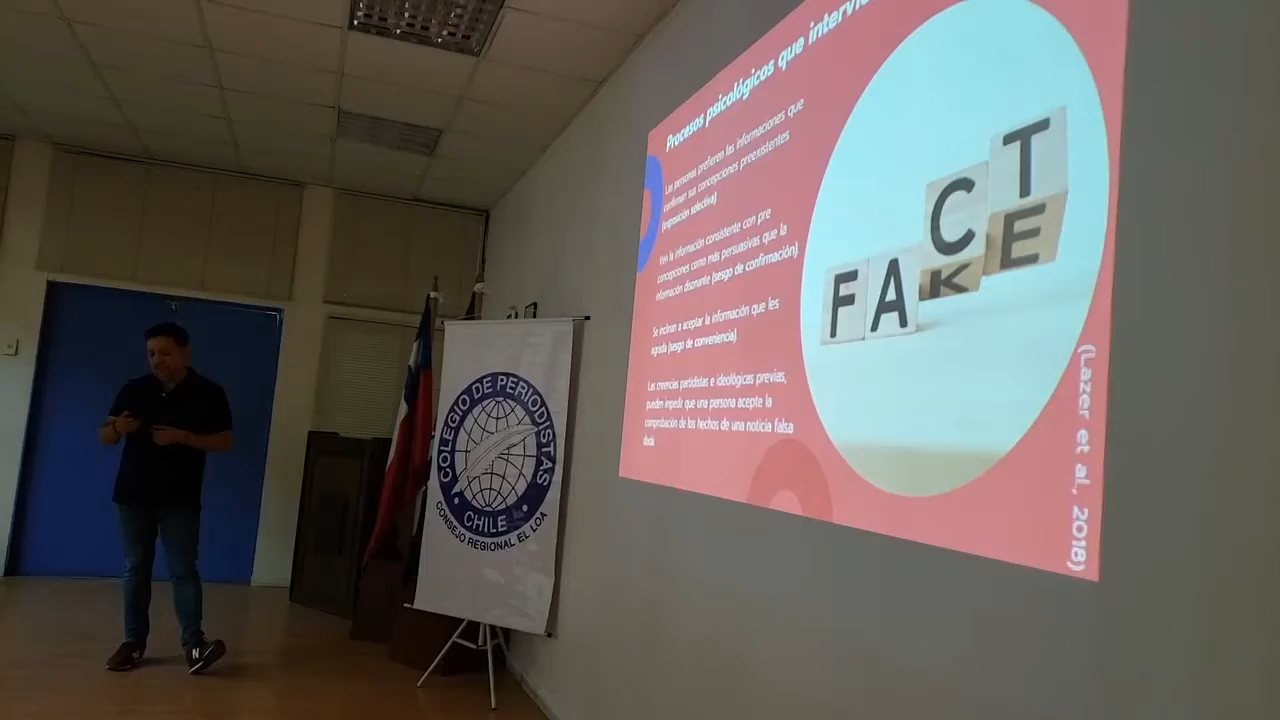 Procesos psicológicos que
Las personas prefieren las informaciones que
confirman sus concepciones preexistentes
(exposición selectiva)
Ven la información consistente con pre
concepciones como más persuasivas que la
información disonante (sesgo de confirmación)
Se inclinan a aceptar la información que les
agrada (sesgo de conveniencia)
Las creencias partidistas e ideológicas previas,
pueden impedir que una persona acepte la
comprobación de los hechos de una noticia falsa
dada
FACT
KE
(Lazer et al, 2018)
COLEGIO DE PERIODISTAS
CHILE
CONSEJO REGIONAL EL LOA
N